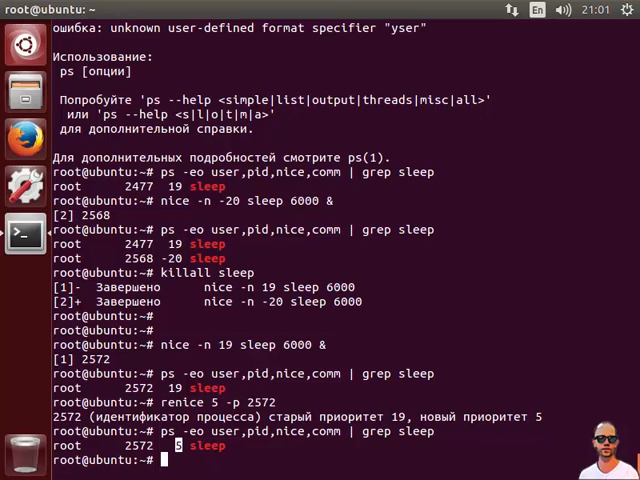 root@ubuntu: ~
En
21:01
ошибка: unknown user-defined format specifier "yser"
Использование:
ps [опции]
Попробуйте 'ps --help <simple|list|output|threads|misc|all>'
или 'ps --help <s|l|o|t|m|a>'
для дополнительной справки.
Для дополнительных подробностей смотрите ps(1).
root@ubuntu:~# ps -eo user,pid,nice,comm | grep sleep
root 2477 19 sleep
root@ubuntu:~# nice -n -20 sleep 6000 &
[2] 2568
root@ubuntu:~# ps -eo user,pid,nice,comm | grep sleep
root 2477 19 sleep
root 2568 -20 sleep
root@ubuntu:~# killall sleep
[1]- Завершено nice -n 19 sleep 6000
[2]+ Завершено nice -n -20 sleep 6000
root@ubuntu:~#
root@ubuntu:~#
root@ubuntu:~# nice -n 19 sleep 6000 &
[1] 2572
root@ubuntu:~# ps -eo user,pid,nice,comm | grep sleep
root 2572 19 sleep
root@ubuntu:~# renice 5 -p 2572
2572 (идентификатор процесса) старый приоритет 19, новый приоритет 5
root@ubuntu:~# ps -eo user,pid,nice,comm | grep sleep
root 2572 5 sleep
root@ubuntu:~#